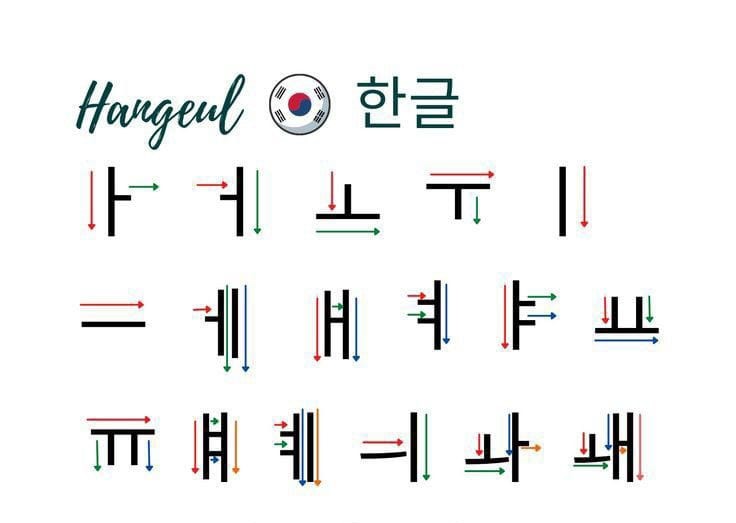 Hangeul 한글
ㅏ ㅓ ㅗ ㅜ ㅣ
ㅡ ㅔ ㅐ ㅕ ㅑ ㅛ
ㅠ ㅒ ㅖ ㅢ ㅘ ㅙ